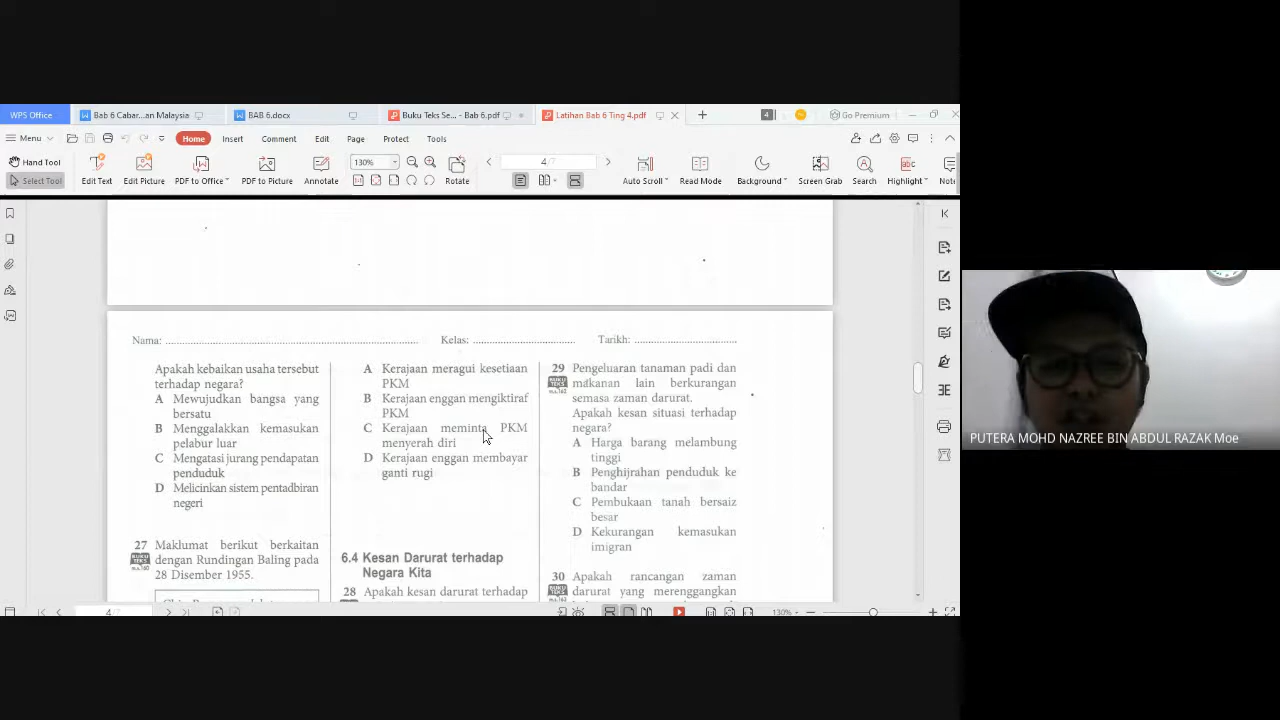 WPS Office
Bab 6 Cabar...an Malaysia
BAB 6.docx
Buku Teks Se... - Bab 6.pdf
Latihan Bab 6 Ting 4.pdf
4
Go Premium
Menu
Home
Insert
Comment
Edit
Page
Protect
Tools
Hand Tool
Select Tool
Edit Text
Edit Picture
PDF to Office
PDF to Picture
Annotate
130%
Rotate
4/7
Auto Scroll
Read Mode
Background
Screen Grab
Search
Highlight
Note
Nama:
Kelas:
Tarikh:
Apakah kebaikan usaha tersebut
terhadap negara?
A Mewujudkan bangsa yang
bersatu
B Menggalakkan kemasukan
pelabur luar
C Mengatasi jurang pendapatan
penduduk
D Melicinkan sistem pentadbiran
negeri
27 Maklumat berikut berkaitan
dengan Rundingan Baling pada
28 Disember 1955.
A Kerajaan meragui kesetiaan
PKM
B Kerajaan enggan mengiktiraf
PKM
C Kerajaan meminta PKM
menyerah diri
D Kerajaan enggan membayar
ganti rugi
6.4 Kesan Darurat terhadap
Negara Kita
28 Apakah kesan darurat terhadap
29 Pengeluaran tanaman padi dan
makanan lain berkurangan
semasa zaman darurat.
Apakah kesan situasi terhadap
negara?
A Harga barang melambung
tinggi
B Penghijrahan penduduk ke
bandar
C Pembukaan tanah bersaiz
besar
D Kekurangan kemasukan
imigran
30 Apakah rancangan zaman
darurat yang merenggangkan
4/7
130%
PUTERA MOHD NAZREE BIN ABDUL RAZAK Moe